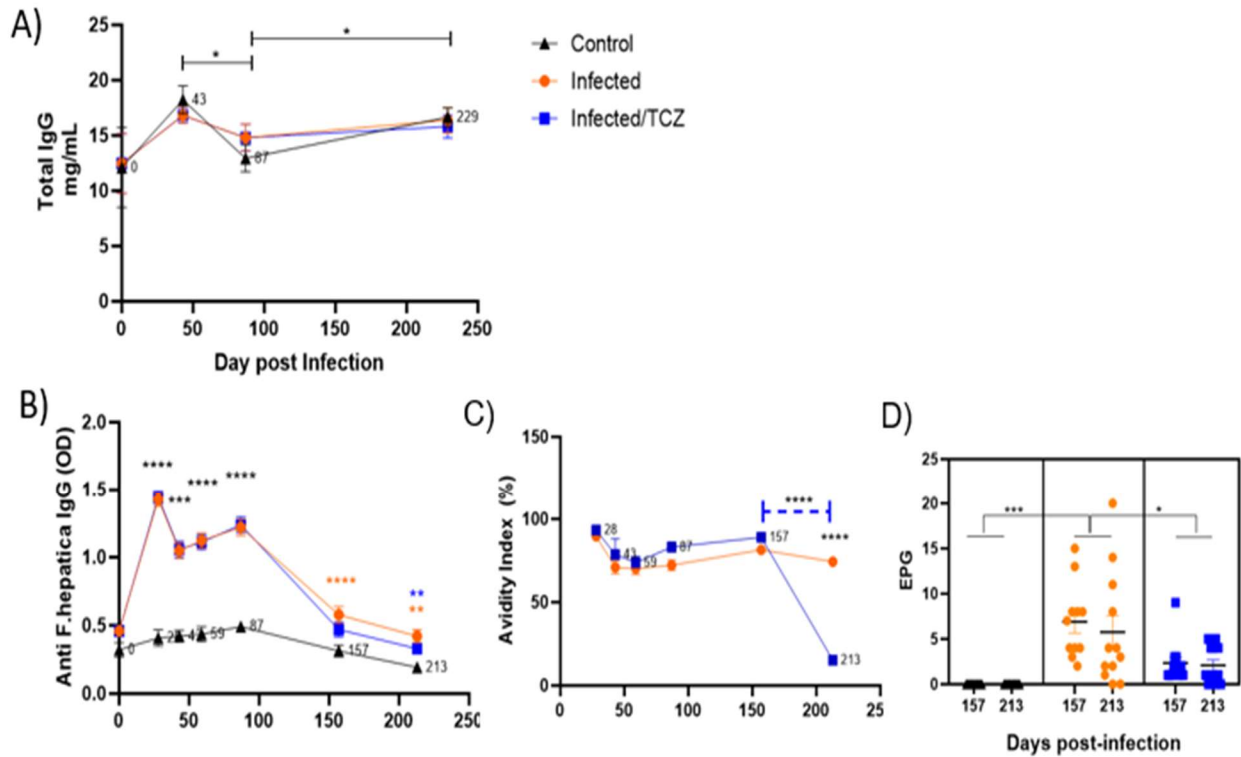 A)
Total IgG
mg/mL
25
20
15
10
5
0
0
43
87
229
*
*
0 50 100 150 200 250
Day post Infection
Control
Infected
Infected/TCZ
B)
Anti F.hepatica IgG (OD)
2.0
1.5
1.0
0.5
0.0
****
***
****
****
****
**
**
0
59
87
157
213
0 50 100 150 200 250
C)
Avidity Index (%)
150
100
50
0
28
43
59
87
157
213
****
****
0 50 100 150 200 25
D)
EPG
25
20
15
10
5
0
***
*
157 213 157 213 157 213
Days post-infection